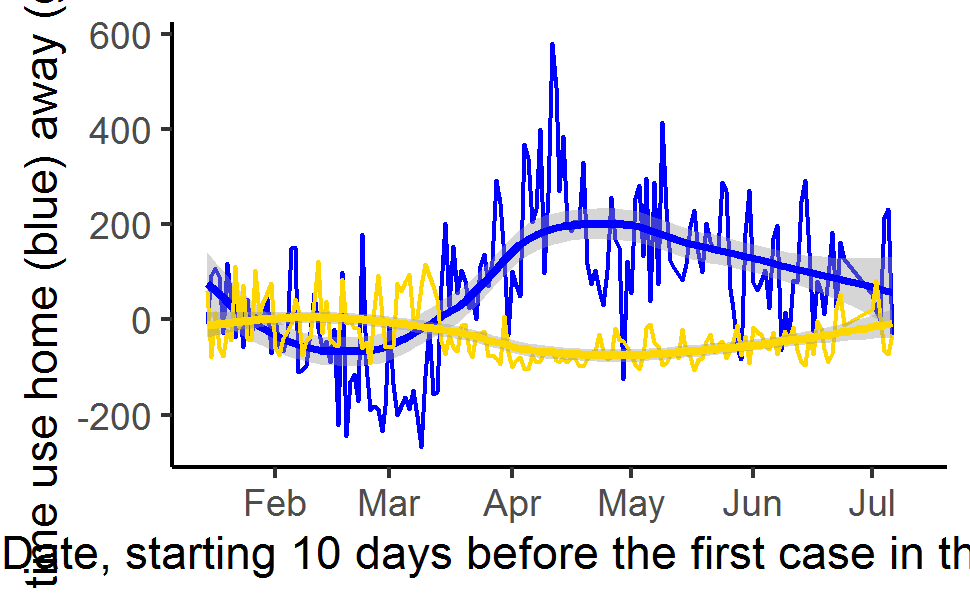 time use home (blue) away (
600
400
200
0
-200
Feb Mar Apr May Jun Jul
Date, starting 10 days before the first case in th